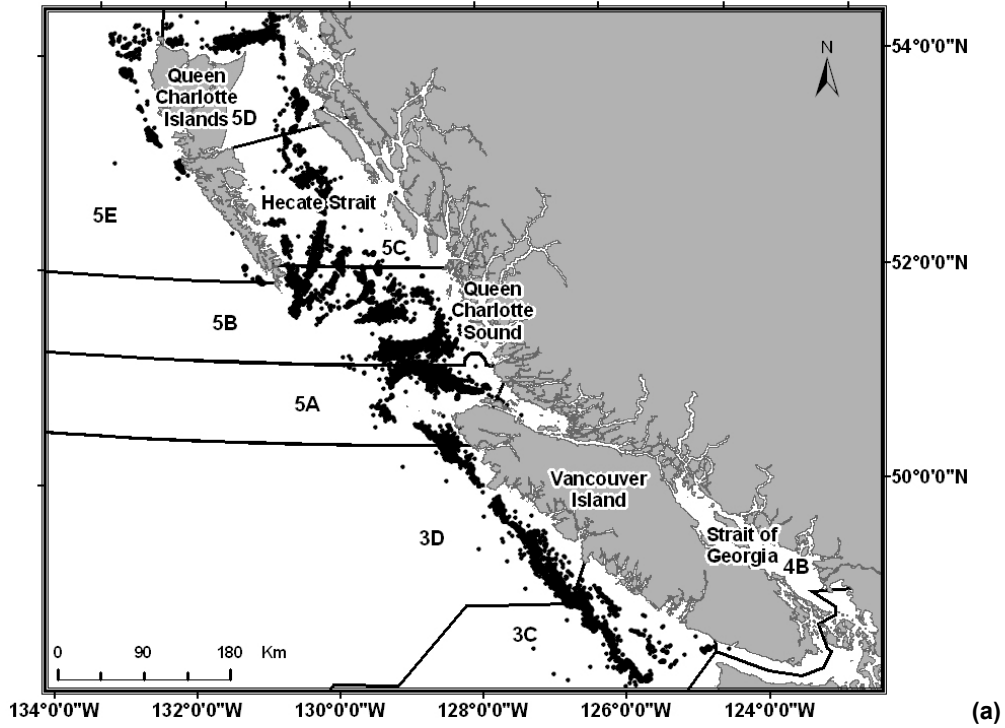 54°0'0"N
N
Queen
Charlotte
Islands
5D
5E
Hecate Strait
5C
52°0'0"N
5B
Queen
Charlotte
Sound
5A
50°0'0"N
Vancouver
Island
3D
Strait of
Georgia
4B
3C
0 90 180 Km
134°0'0"W 132°0'0"W 130°0'0"W 128°0'0"W 126°0'0"W 124°0'0"W
(a)